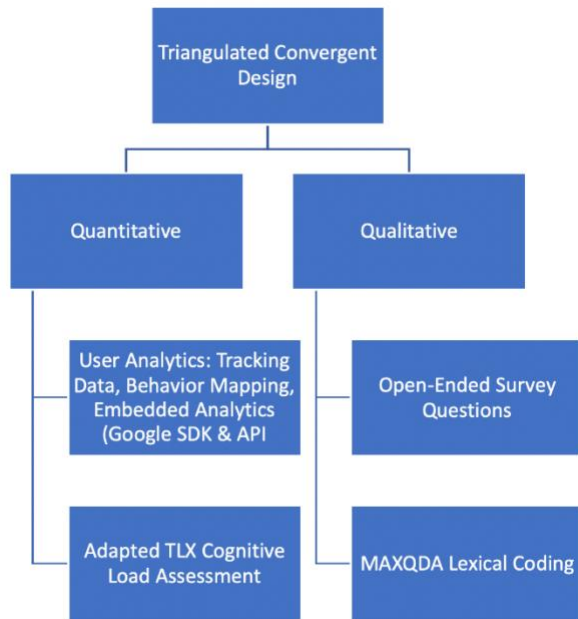 Triangulated Convergent
Design
Quantitative
Qualitative
User Analytics: Tracking
Data, Behavior Mapping,
Embedded Analytics
(Google SDK & API
Open-Ended Survey
Questions
Adapted TLX Cognitive
Load Assessment
MAXQDA Lexical Coding